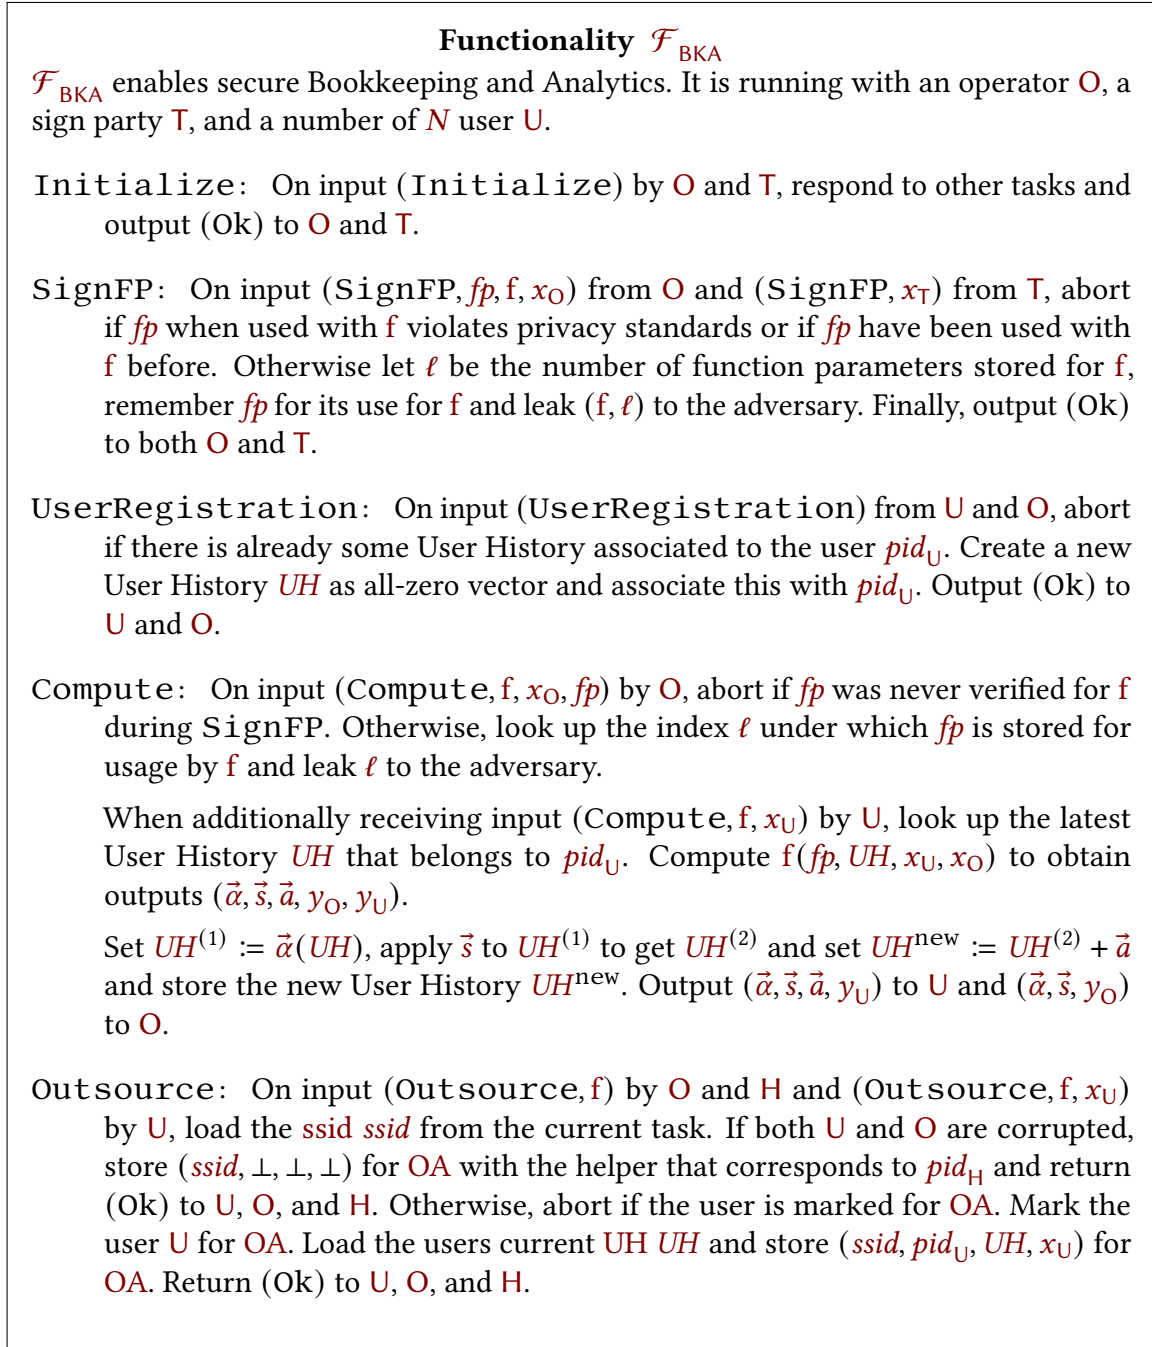 Functionality ℱ_BKA
ℱ_BKA enables secure Bookkeeping and Analytics. It is running with an operator O, a
sign party T, and a number of N user U.
Initialize: On input (Initialize) by O and T, respond to other tasks and
output (Ok) to O and T.
SignFP: On input (SignFP, fp, f, x_O) from O and (SignFP, x_T) from T, abort
if fp when used with f violates privacy standards or if fp have been used with
f before. Otherwise let ℓ be the number of function parameters stored for f,
remember fp for its use for f and leak (f, ℓ) to the adversary. Finally, output (Ok)
to both O and T.
UserRegistration: On input (UserRegistration) from U and O, abort
if there is already some User History associated to the user pid_U. Create a new
User History UH as all-zero vector and associate this with pid_U. Output (Ok) to
U and O.
Compute: On input (Compute, f, x_O, fp) by O, abort if fp was never verified for f
during SignFP. Otherwise, look up the index ℓ under which fp is stored for
usage by f and leak ℓ to the adversary.
When additionally receiving input (Compute, f, x_U) by U, look up the latest
User History UH that belongs to pid_U. Compute f(fp, UH, x_U, x_O) to obtain
outputs (α⃗, s⃗, a⃗, y_O, y_U).
Set UH^(1) := α⃗(UH), apply s⃗ to UH^(1) to get UH^(2) and set UH^new := UH^(2) + a⃗
and store the new User History UH^new. Output (α⃗, s⃗, a⃗, y_U) to U and (α⃗, s⃗, y_O)
to O.
Outsource: On input (Outsource, f) by O and H and (Outsource, f, x_U)
by U, load the ssid ssid from the current task. If both U and O are corrupted,
store (ssid, ⊥, ⊥, ⊥) for OA with the helper that corresponds to pid_H and return
(Ok) to U, O, and H. Otherwise, abort if the user is marked for OA. Mark the
user U for OA. Load the users current UH UH and store (ssid, pid_U, UH, x_U) for
OA. Return (Ok) to U, O, and H.